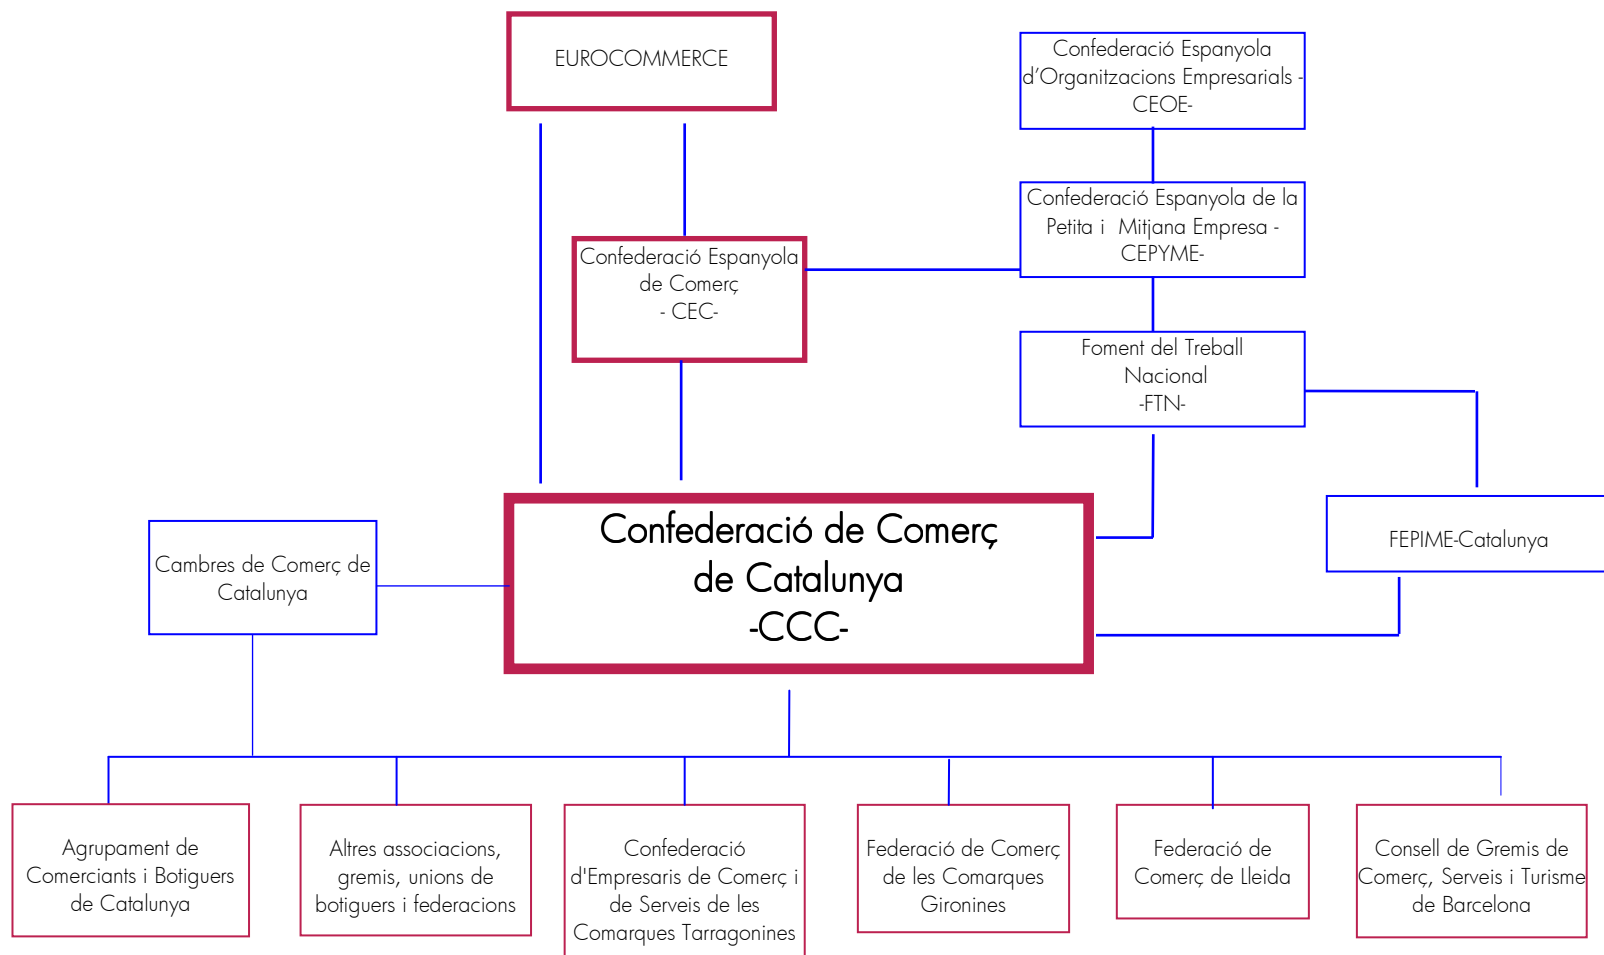 EUROCOMMERCE
Confederació Espanyola
d’Organitzacions Empresarials -
CEOE-
Confederació Espanyola de la
Petita i Mitjana Empresa -
CEPYME-
Confederació Espanyola
de Comerç
- CEC-
Foment del Treball
Nacional
-FTN-
Confederació de Comerç
de Catalunya
-CCC-
FEPIME-Catalunya
Cambres de Comerç de
Catalunya
Agrupament de
Comerciants i Botiguers
de Catalunya
Altres associacions,
gremis, unions de
botiguers i federacions
Confederació
d'Empresaris de Comerç i
de Serveis de les
Comarques Tarragonines
Federació de Comerç
de les Comarques
Gironines
Federació de
Comerç de Lleida
Consell de Gremis de
Comerç, Serveis i Turisme
de Barcelona